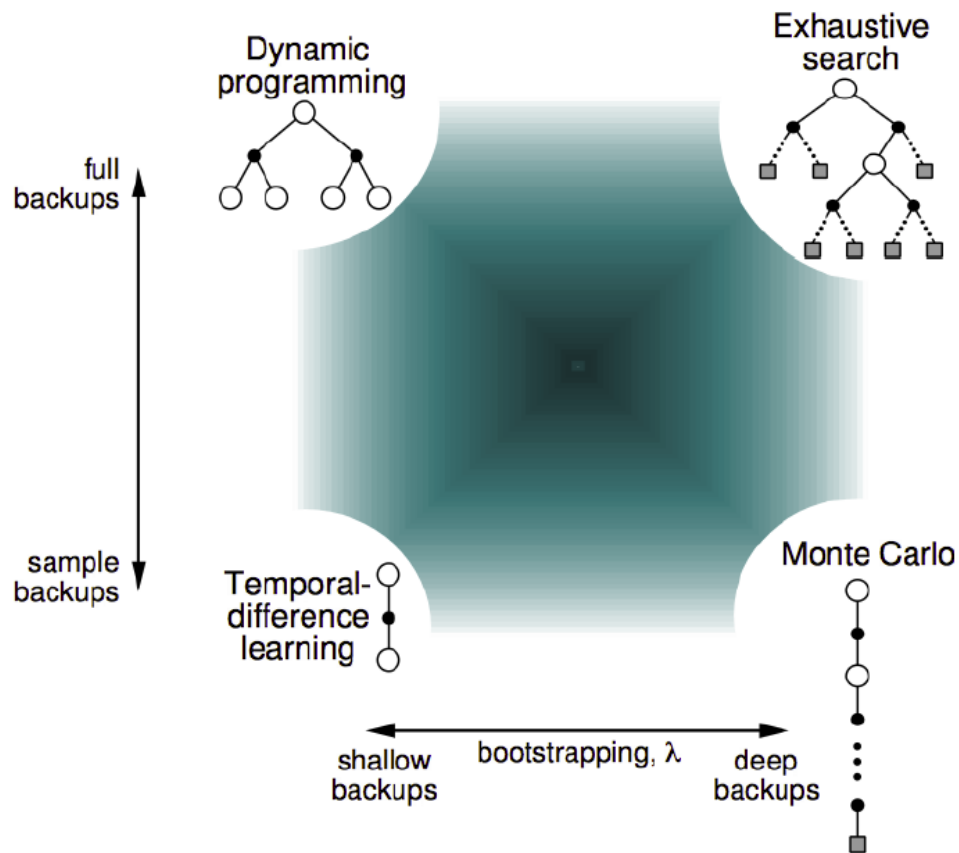 Dynamic
programming
Exhaustive
search
full
backups
sample
backups
Temporal-
difference
learning
Monte Carlo
bootstrapping, λ
shallow
backups
deep
backups